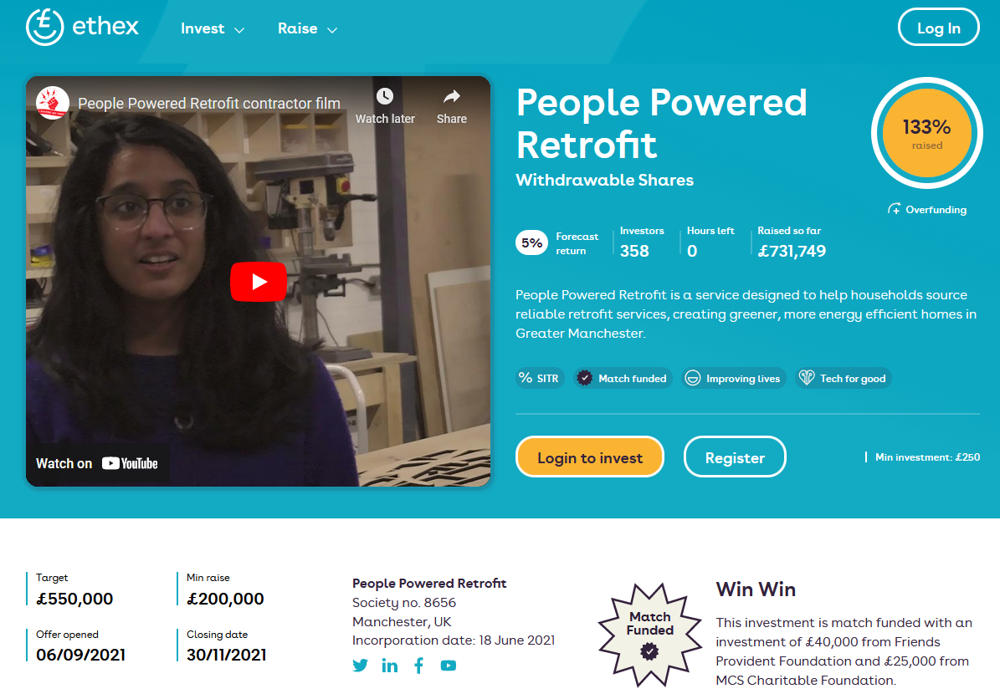 ethex
Invest
Raise
Log In
People Powered Retrofit contractor film
Watch later
Share
Watch on YouTube
People Powered
Retrofit
Withdrawable Shares
133%
raised
Overfunding
5%
Forecast
return
Investors
358
Hours left
0
Raised so far
£731,749
People Powered Retrofit is a service designed to help households source
reliable retrofit services, creating greener, more energy efficient homes in
Greater Manchester.
% SITR
Match funded
Improving lives
Tech for good
Login to invest
Register
Min investment: £250
Target
£550,000
Min raise
£200,000
Offer opened
06/09/2021
Closing date
30/11/2021
People Powered Retrofit
Society no. 8656
Manchester, UK
Incorporation date: 18 June 2021
Match
Funded
Win Win
This investment is match funded with an
investment of £40,000 from Friends
Provident Foundation and £25,000 from
MCS Charitable Foundation.